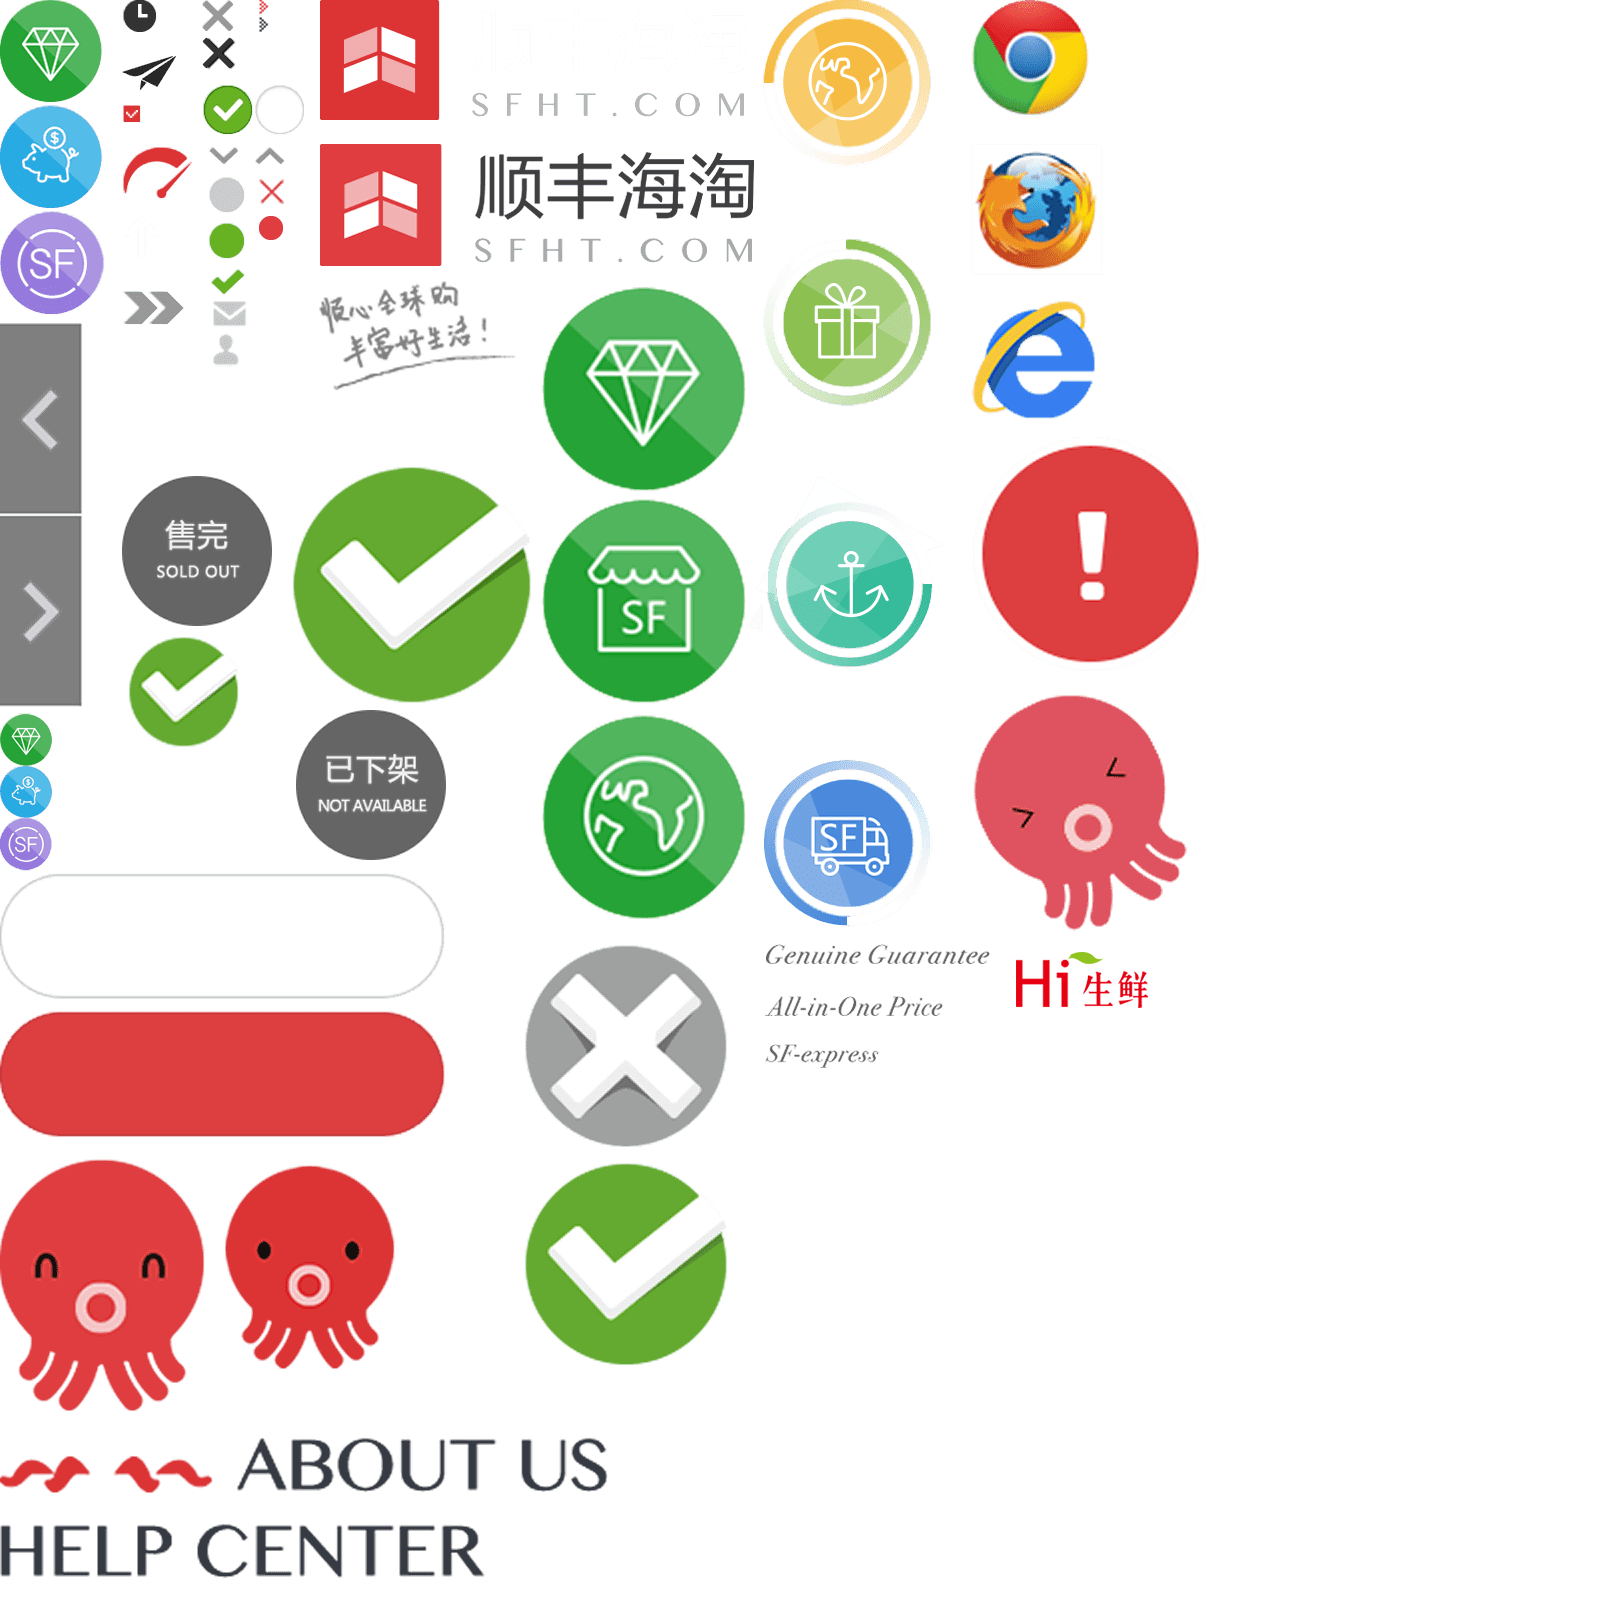 SFHT.COM
顺丰海淘
SFHT.COM
SF
顺心全球购
丰富好生活!
售完
SOLD OUT
SF
已下架
NOT AVAILABLE
SF
SF
Genuine Guarantee
All-in-One Price
SF-express
Hi 生鲜
ABOUT US
HELP CENTER